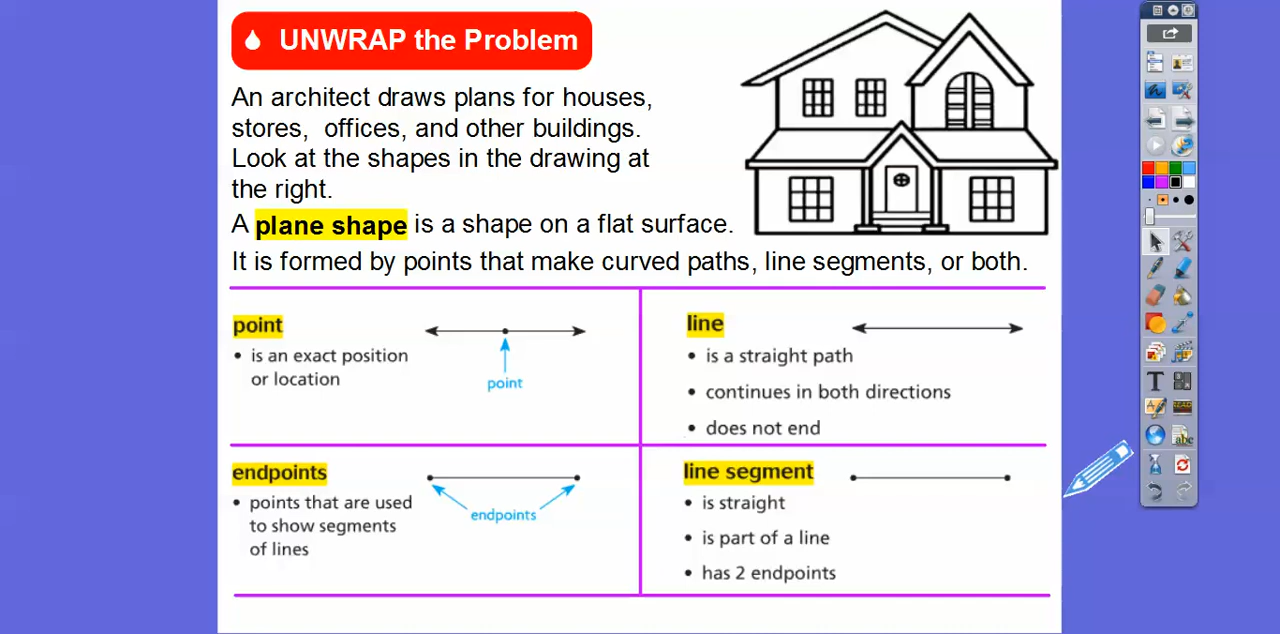 UNWRAP the Problem
An architect draws plans for houses,
stores, offices, and other buildings.
Look at the shapes in the drawing at
the right.
A plane shape is a shape on a flat surface.
It is formed by points that make curved paths, line segments, or both.
point
• is an exact position
or location
point
line
• is a straight path
• continues in both directions
• does not end
endpoints
• points that are used
to show segments
of lines
endpoints
line segment
• is straight
• is part of a line
• has 2 endpoints
T
abc